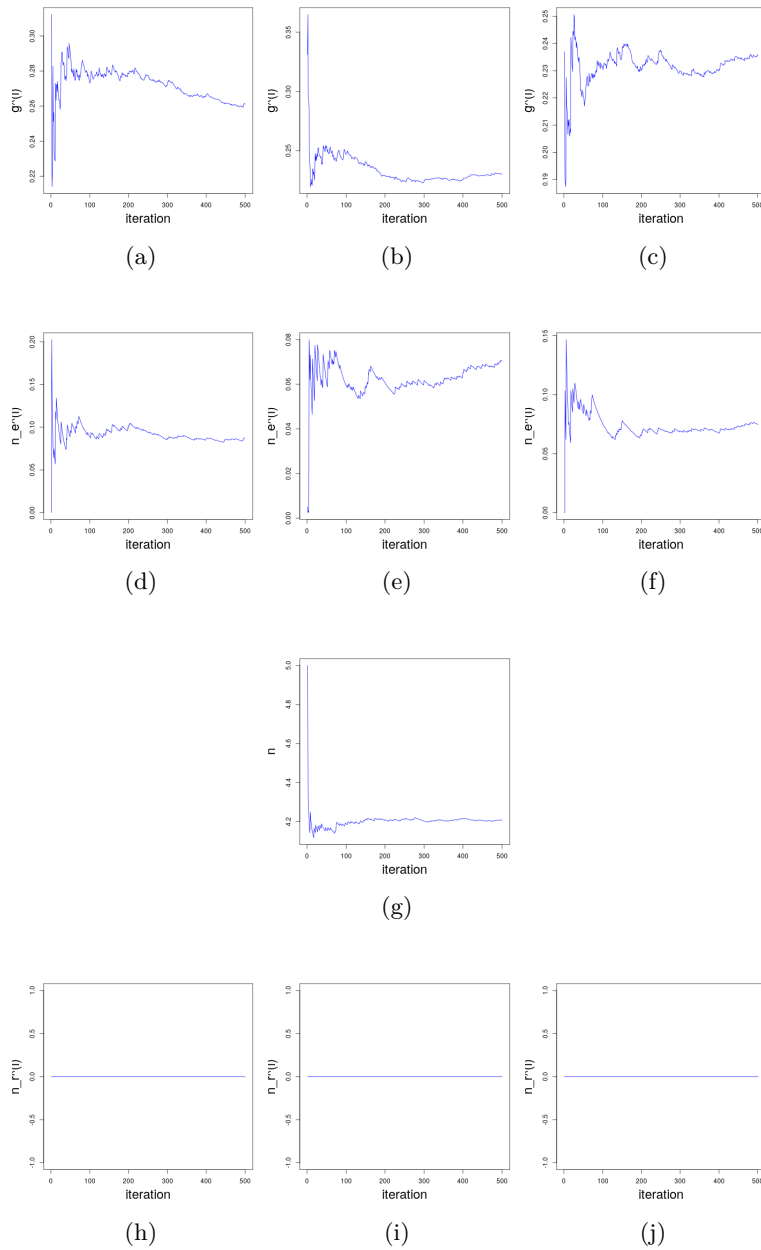 g^(l) 0.22 0.24 0.26 0.28 0.30
0 100 200 300 400 500
iteration
(a)
g^(l) 0.25 0.30 0.35
0 100 200 300 400 500
iteration
(b)
g^(l) 0.19 0.20 0.21 0.22 0.23 0.24 0.25
0 100 200 300 400 500
iteration
(c)
n_e^(l) 0.00 0.05 0.10 0.15 0.20
0 100 200 300 400 500
iteration
(d)
n_e^(l) 0.00 0.02 0.04 0.06 0.08
0 100 200 300 400 500
iteration
(e)
n_e^(l) 0.00 0.05 0.10 0.15
0 100 200 300 400 500
iteration
(f)
n 4.2 4.4 4.6 4.8 5.0
0 100 200 300 400 500
iteration
(g)
n_r^(l) -1.0 -0.5 0.0 0.5 1.0
0 100 200 300 400 500
iteration
(h)
n_r^(l) -1.0 -0.5 0.0 0.5 1.0
0 100 200 300 400 500
iteration
(i)
n_r^(l) -1.0 -0.5 0.0 0.5 1.0
0 100 200 300 400 500
iteration
(j)